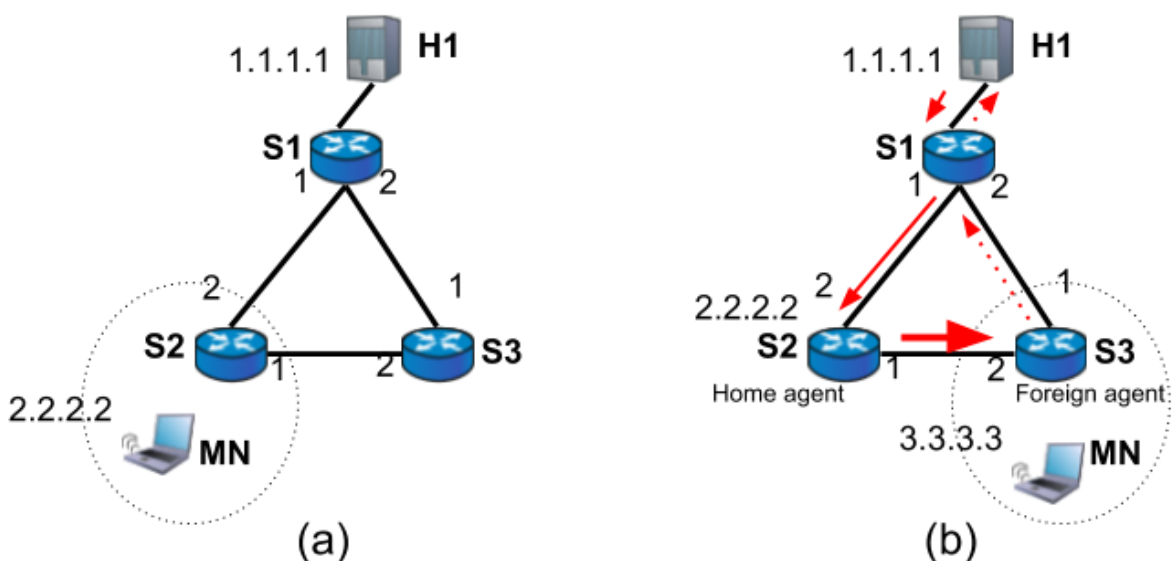 H1
1.1.1.1
S1
1 2
2
1
S2
1
2
S3
2.2.2.2
MN
(a)
H1
1.1.1.1
S1
1 2
2
1
2.2.2.2
S2
1
2
S3
Home agent
Foreign agent
3.3.3.3
MN
(b)